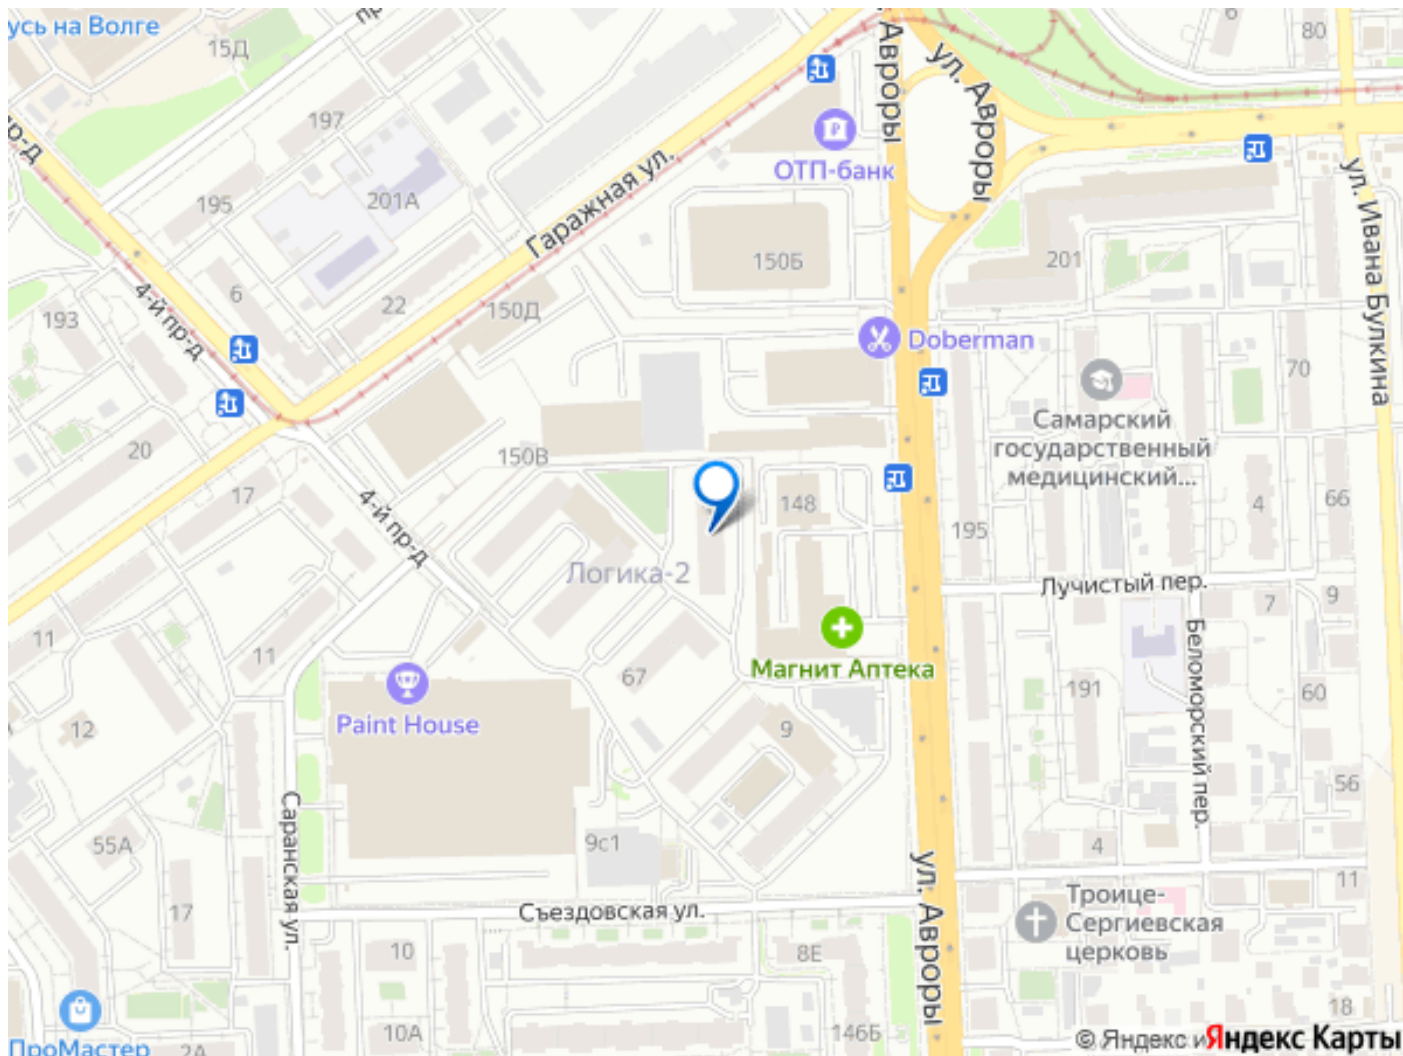 усь на Волге
15Д
пр
Авроры
ул. Авроры
6
80
197
пр-д
ОТП-банк
Гаражная ул.
ул. Ивана Булкина
195
201А
150Б
201
6
22
150Д
4-й пр-д
193
Doberman
70
Самарский
государственный
медицинский...
20
150В
17
4-й пр-д
148
4
66
195
Логика-2
Лучистый пер.
7
9
11
11
Магнит Аптека
67
191
60
Беломорский пер.
Paint House
12
9
56
Саранская ул.
55А
9с1
4
ул. Авроры
11
Троице-
Сергиевская
церковь
17
Съездовская ул.
10
8Е
18
10А
146Б
ПроМастер
2А
© Яндекс и
Яндекс Карты